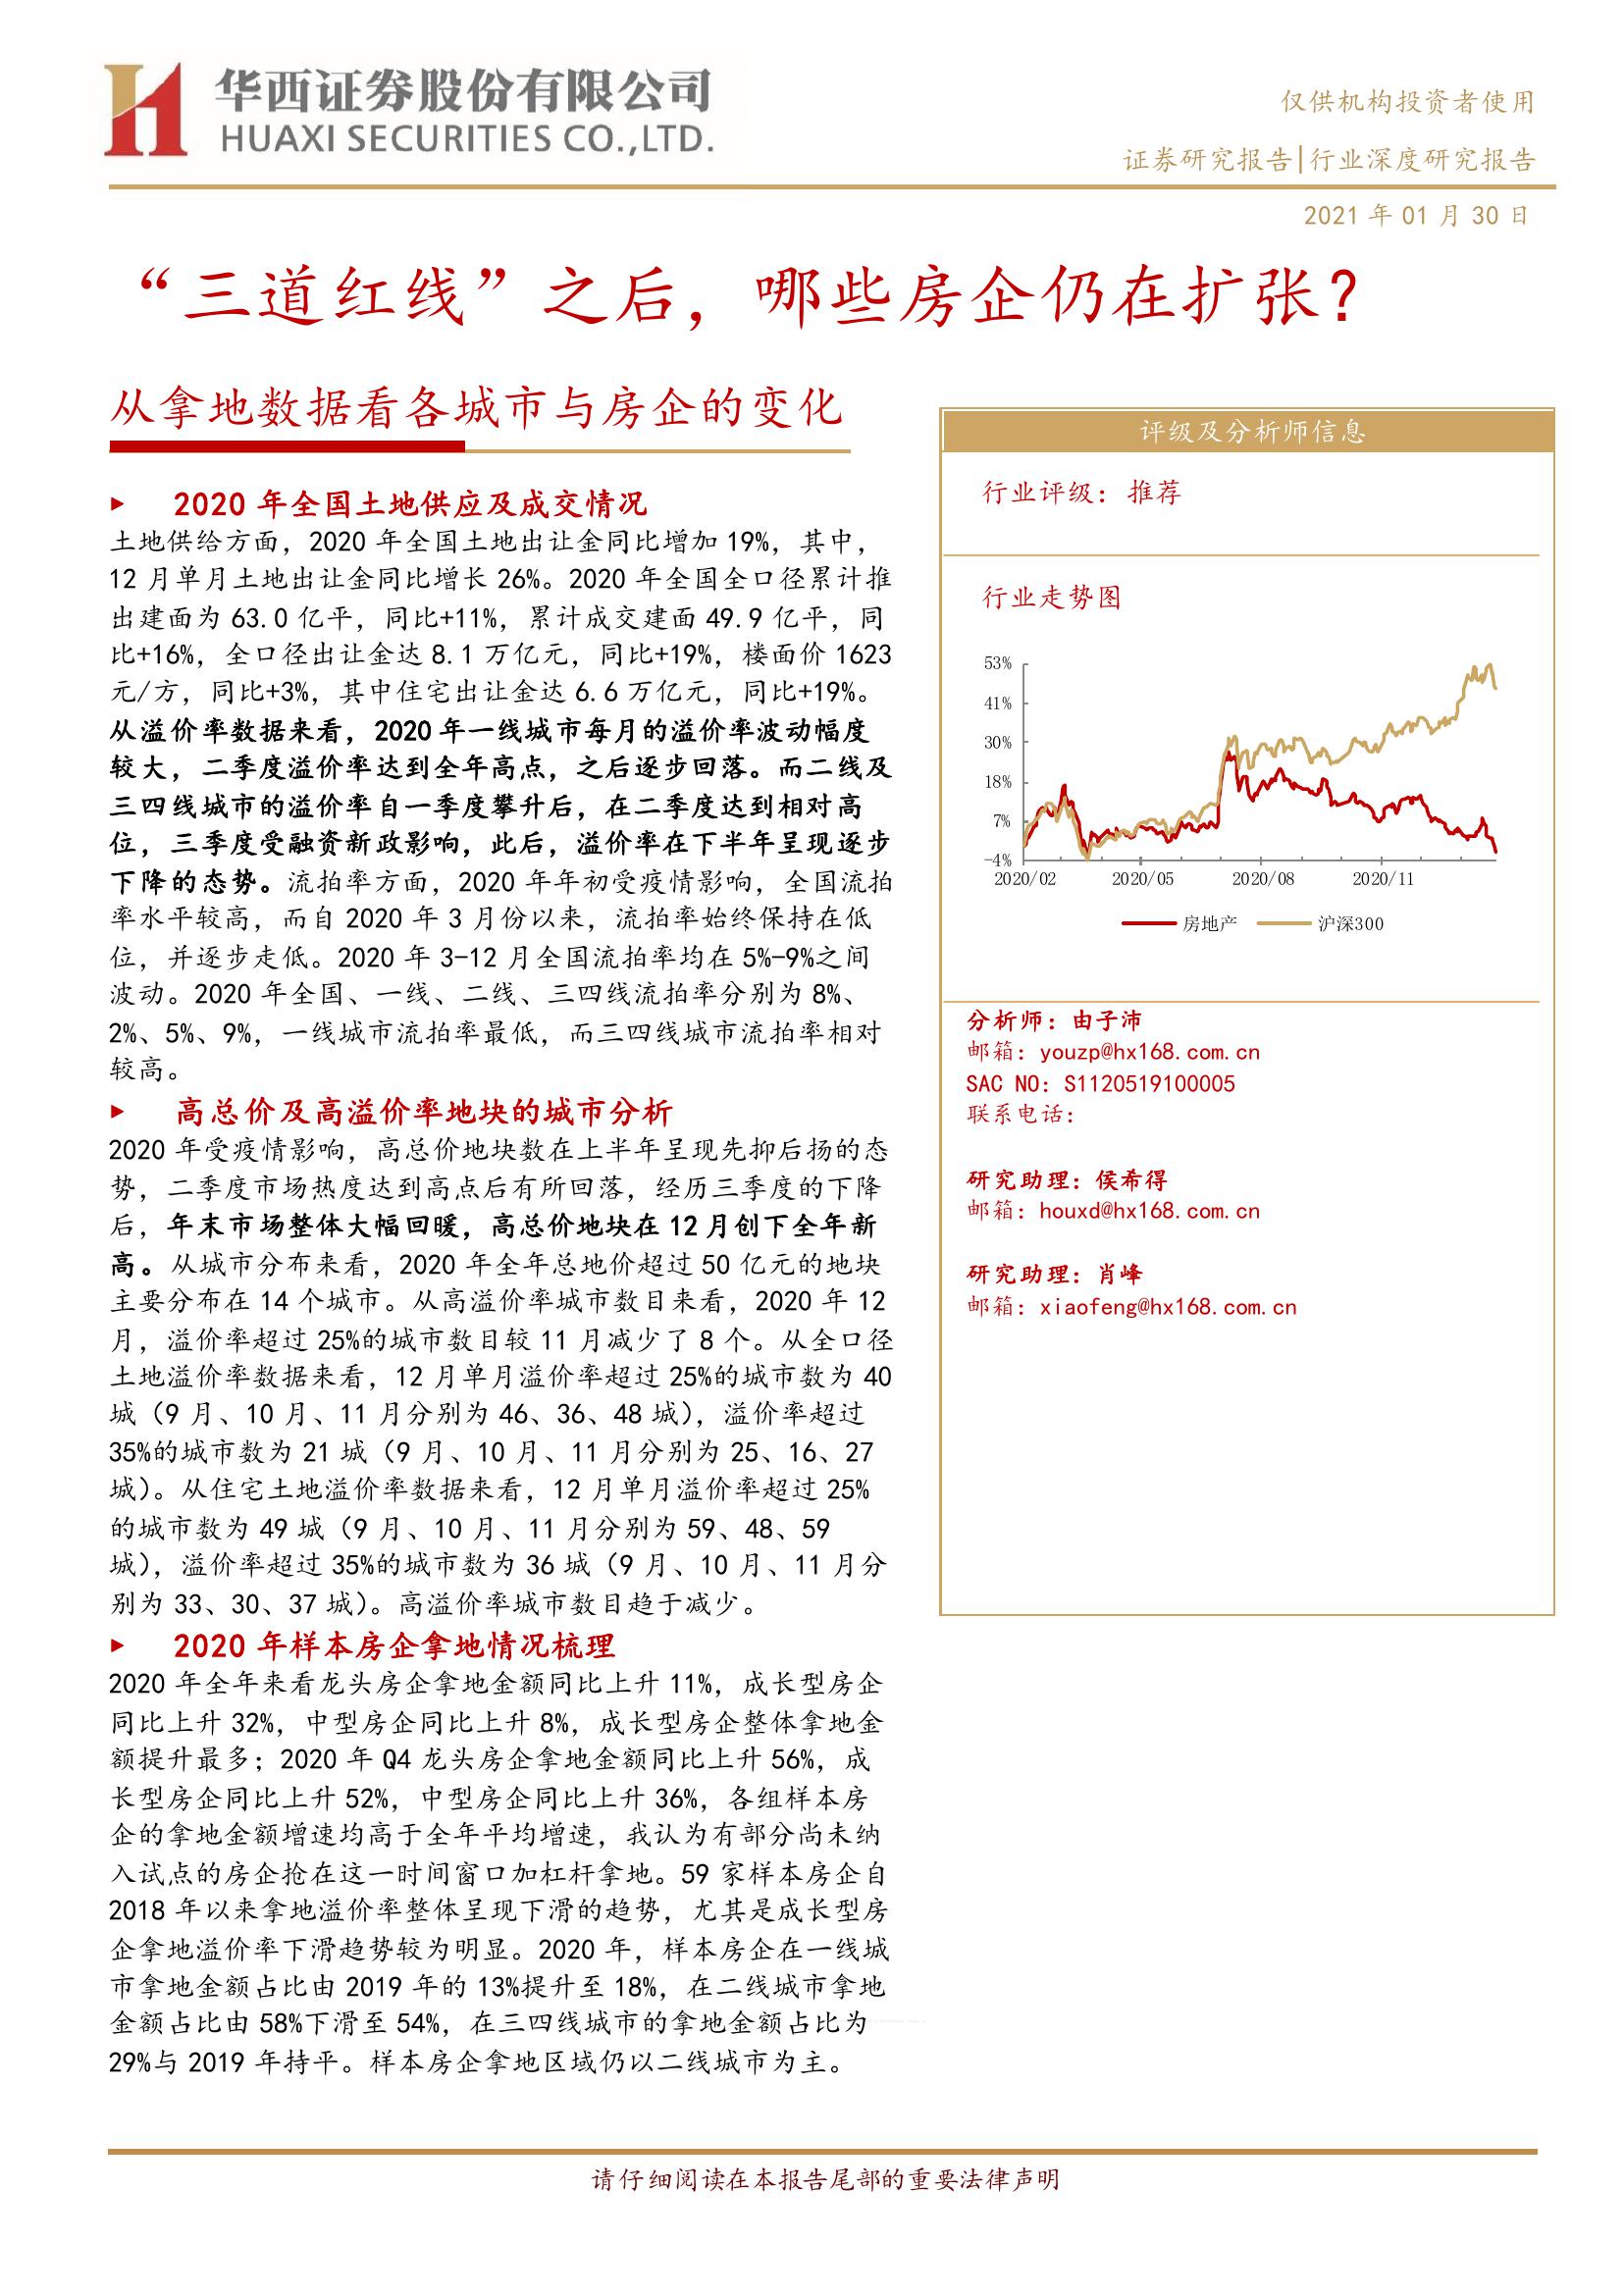 华西证券股份有限公司
HUAXI SECURITIES CO.,LTD.
仅供机构投资者使用
证券研究报告|行业深度研究报告
2021 年 01 月 30 日
“三道红线”之后，哪些房企仍在扩张？
从拿地数据看各城市与房企的变化
2020 年全国土地供应及成交情况
土地供给方面，2020 年全国土地出让金同比增加 19%，其中，
12 月单月土地出让金同比增长 26%。2020 年全国全口径累计推
出建面为 63.0 亿平，同比+11%，累计成交建面 49.9 亿平，同
比+16%，全口径出让金达 8.1 万亿元，同比+19%，楼面价 1623
元/方，同比+3%，其中住宅出让金达 6.6 万亿元，同比+19%。
从溢价率数据来看，2020 年一线城市每月的溢价率波动幅度
较大，二季度溢价率达到全年高点，之后逐步回落。而二线及
三四线城市的溢价率自一季度攀升后，在二季度达到相对高
位，三季度受融资新政影响，此后，溢价率在下半年呈现逐步
下降的态势。流拍率方面，2020 年年初受疫情影响，全国流拍
率水平较高，而自 2020 年 3 月份以来，流拍率始终保持在低
位，并逐步走低。2020 年 3-12 月全国流拍率均在 5%-9%之间
波动。2020 年全国、一线、二线、三四线流拍率分别为 8%、
2%、5%、9%，一线城市流拍率最低，而三四线城市流拍率相对
较高。
高总价及高溢价率地块的城市分析
2020 年受疫情影响，高总价地块数在上半年呈现先抑后扬的态
势，二季度市场热度达到高点后有所回落，经历三季度的下降
后，年末市场整体大幅回暖，高总价地块在 12 月创下全年新
高。从城市分布来看，2020 年全年总地价超过 50 亿元的地块
主要分布在 14 个城市。从高溢价率城市数目来看，2020 年 12
月，溢价率超过 25%的城市数目较 11 月减少了 8 个。从全口径
土地溢价率数据来看，12 月单月溢价率超过 25%的城市数为 40
城（9 月、10 月、11 月分别为 46、36、48 城），溢价率超过
35%的城市数为 21 城（9 月、10 月、11 月分别为 25、16、27
城）。从住宅土地溢价率数据来看，12 月单月溢价率超过 25%
的城市数为 49 城（9 月、10 月、11 月分别为 59、48、59
城），溢价率超过 35%的城市数为 36 城（9 月、10 月、11 月分
别为 33、30、37 城）。高溢价率城市数目趋于减少。
2020 年样本房企拿地情况梳理
2020 年全年来看龙头房企拿地金额同比上升 11%，成长型房企
同比上升 32%，中型房企同比上升 8%，成长型房企整体拿地金
额提升最多；2020 年 Q4 龙头房企拿地金额同比上升 56%，成
长型房企同比上升 52%，中型房企同比上升 36%，各组样本房
企的拿地金额增速均高于全年平均增速，我认为有部分尚未纳
入试点的房企抢在这一时间窗口加杠杆拿地。59 家样本房企自
2018 年以来拿地溢价率整体呈现下滑的趋势，尤其是成长型房
企拿地溢价率下滑趋势较为明显。2020 年，样本房企在一线城
市拿地金额占比由 2019 年的 13%提升至 18%，在二线城市拿地
金额占比由 58%下滑至 54%，在三四线城市的拿地金额占比为
29%与 2019 年持平。样本房企拿地区域仍以二线城市为主。
评级及分析师信息
行业评级：推荐
行业走势图
53%
41%
30%
18%
7%
-4%
2020/02 2020/05 2020/08 2020/11
房地产 沪深300
分析师：由子沛
邮箱：youzp@hx168.com.cn
SAC NO：S1120519100005
联系电话：
研究助理：侯希得
邮箱：houxd@hx168.com.cn
研究助理：肖峰
邮箱：xiaofeng@hx168.com.cn
请仔细阅读在本报告尾部的重要法律声明